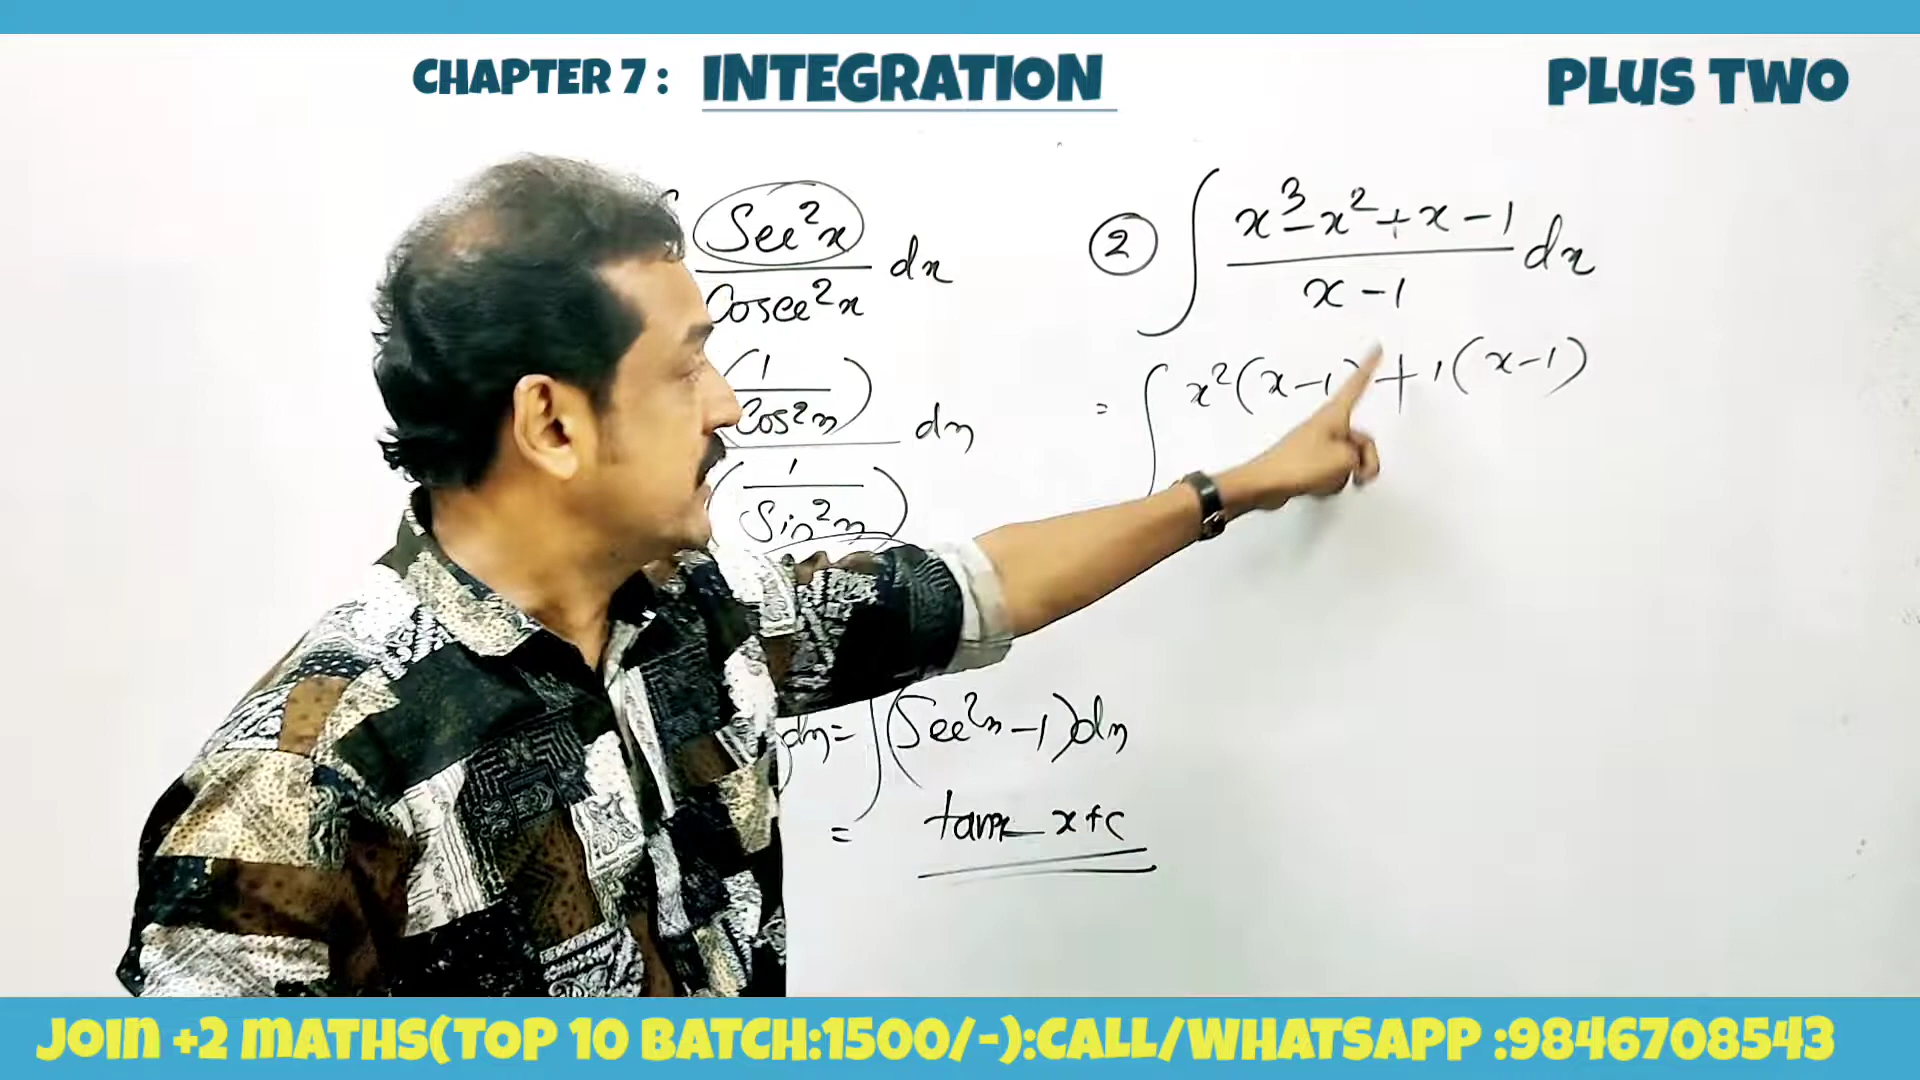 CHAPTER 7 : INTEGRATION
PLUS TWO
Sec²x / Cosec²x dx
(1 / Cos²x) / (1 / Sin²x) dx
dx = ∫(Sec²x - 1)dx
= tanx - x + c
② ∫ x³ - x² + x - 1 / x - 1 dx
= ∫ x²(x-1) + 1(x-1)
JOIN +2 MATHS(TOP 10 BATCH:1500/-):CALL/WHATSAPP :9846708543